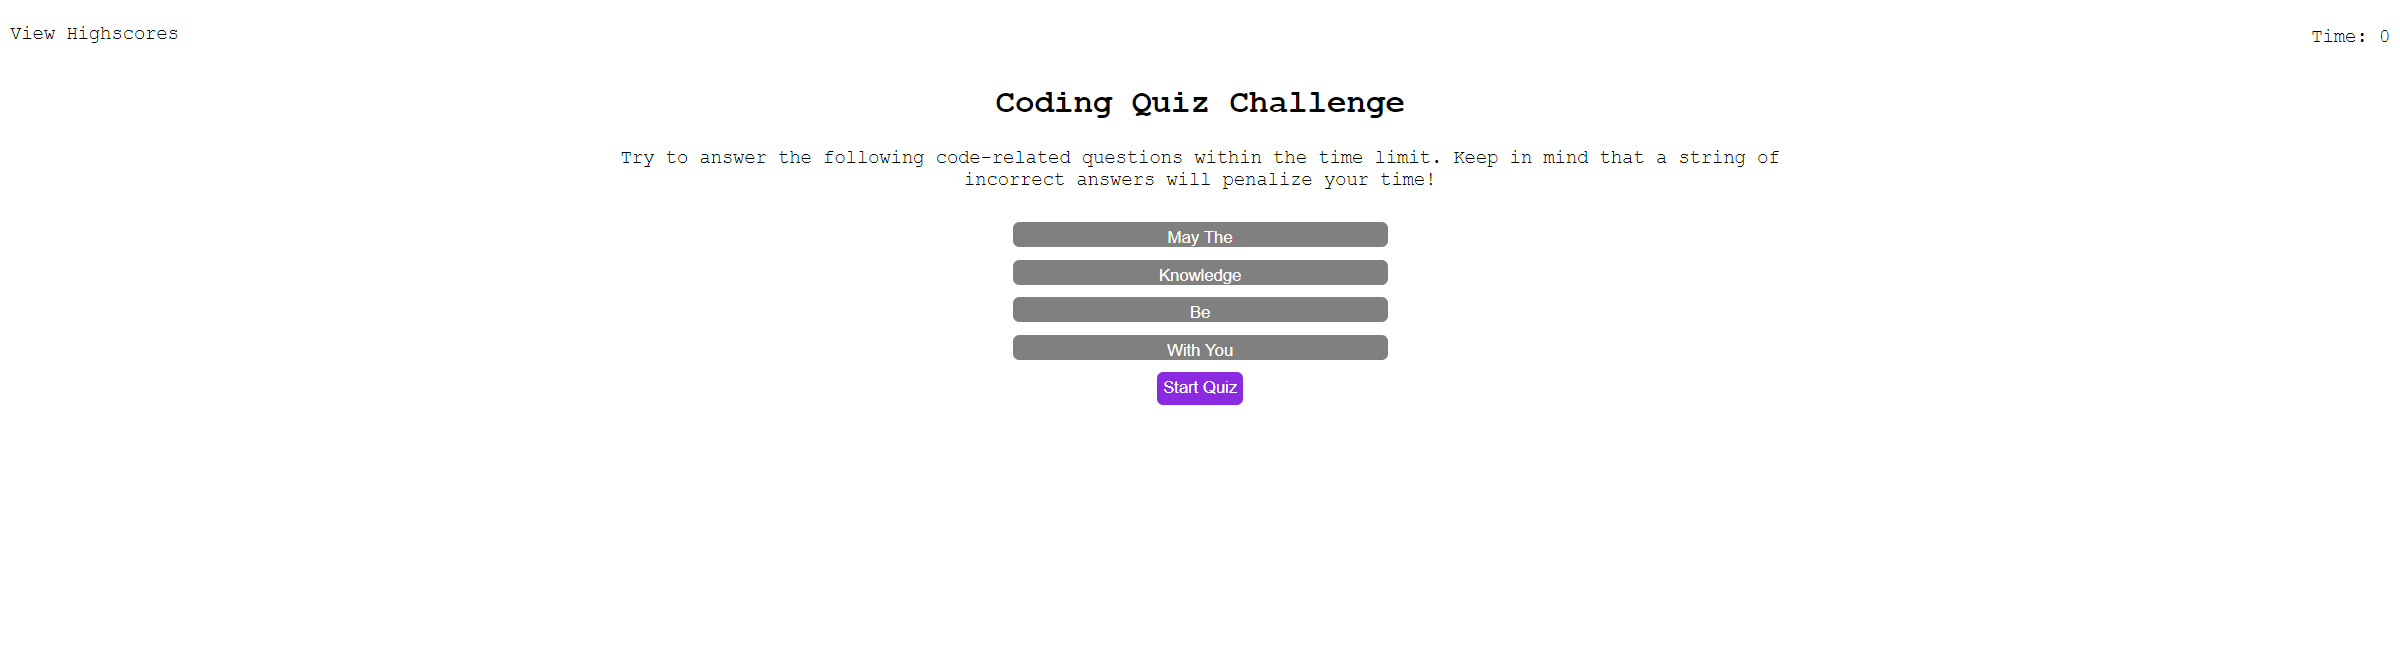 View Highscores
Time: 0
Coding Quiz Challenge
Try to answer the following code-related questions within the time limit. Keep in mind that a string of
incorrect answers will penalize your time!
May The
Knowledge
Be
With You
Start Quiz